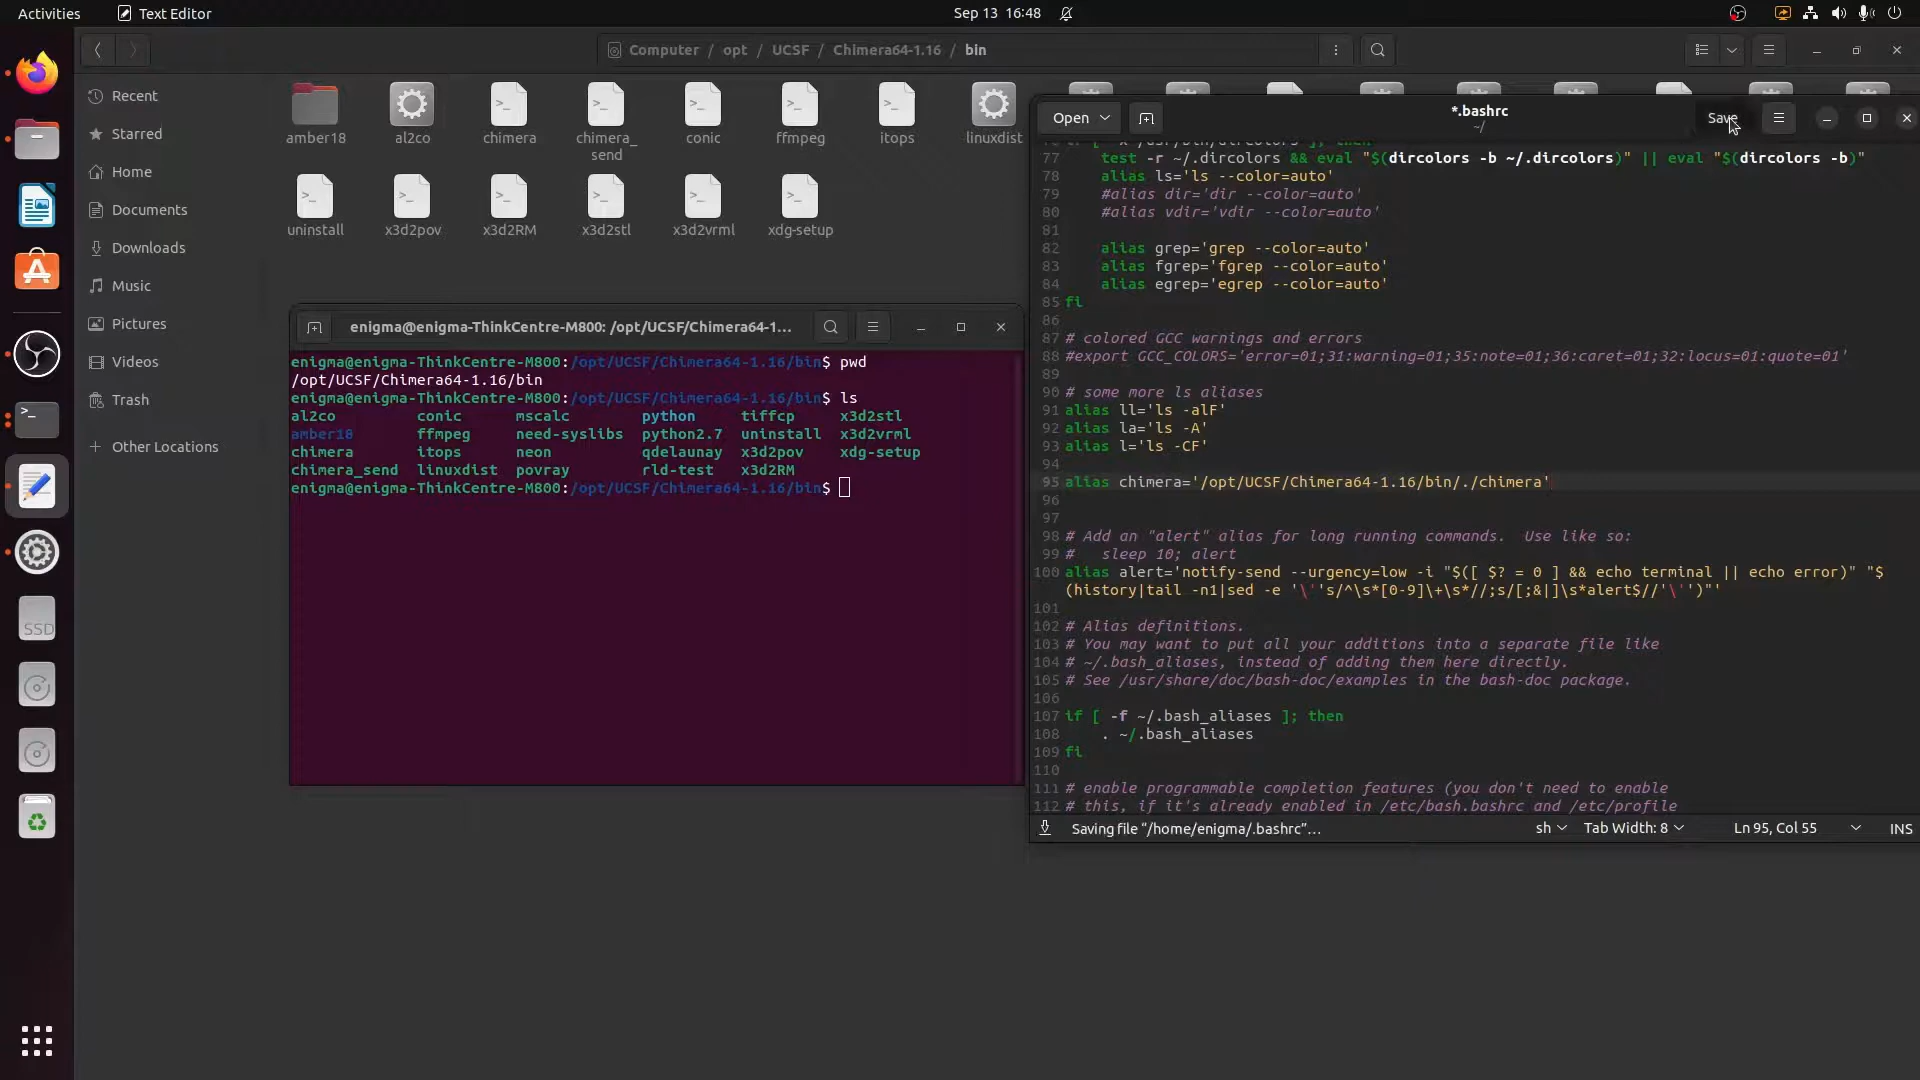 Activities
Text Editor
Sep 13 16:48
Computer / opt / UCSF / Chimera64-1.16 / bin
Recent
Starred
Home
Documents
Downloads
Music
Pictures
Videos
Trash
Other Locations
amber18
al2co
chimera
chimera_
send
conic
ffmpeg
itops
linuxdist
uninstall
x3d2pov
x3d2RM
x3d2stl
x3d2vrml
xdg-setup
SSD
enigma@enigma-ThinkCentre-M800: /opt/UCSF/Chimera64-1...
enigma@enigma-ThinkCentre-M800:/opt/UCSF/Chimera64-1.16/bin$ pwd
/opt/UCSF/Chimera64-1.16/bin
enigma@enigma-ThinkCentre-M800:/opt/UCSF/Chimera64-1.16/bin$ ls
al2co conic mscalc python tiffcp x3d2stl
amber18 ffmpeg need-syslibs python2.7 uninstall x3d2vrml
chimera itops neon qdelaunay x3d2pov xdg-setup
chimera_send linuxdist povray rld-test x3d2RM
enigma@enigma-ThinkCentre-M800:/opt/UCSF/Chimera64-1.16/bin$
Open
*.bashrc
~/
Save
77 test -r ~/.dircolors && eval "$(dircolors -b ~/.dircolors)" || eval "$(dircolors -b)"
78 alias ls='ls --color=auto'
79 #alias dir='dir --color=auto'
80 #alias vdir='vdir --color=auto'
81
82 alias grep='grep --color=auto'
83 alias fgrep='fgrep --color=auto'
84 alias egrep='egrep --color=auto'
85 fi
86
87 # colored GCC warnings and errors
88 #export GCC_COLORS='error=01;31:warning=01;35:note=01;36:caret=01;32:locus=01:quote=01'
89
90 # some more ls aliases
91 alias ll='ls -alF'
92 alias la='ls -A'
93 alias l='ls -CF'
94
95 alias chimera='/opt/UCSF/Chimera64-1.16/bin/./chimera'
96
97
98 # Add an "alert" alias for long running commands.  Use like so:
99 #   sleep 10; alert
100 alias alert='notify-send --urgency=low -i "$([ $? = 0 ] && echo terminal || echo error)" "$
(history|tail -n1|sed -e '\''s/^\s*[0-9]\+\s*//;s/[;&|]\s*alert$//'\'')"'
101
102 # Alias definitions.
103 # You may want to put all your additions into a separate file like
104 # ~/.bash_aliases, instead of adding them here directly.
105 # See /usr/share/doc/bash-doc/examples in the bash-doc package.
106
107 if [ -f ~/.bash_aliases ]; then
108 . ~/.bash_aliases
109 fi
110
111 # enable programmable completion features (you don't need to enable
112 # this, if it's already enabled in /etc/bash.bashrc and /etc/profile
Saving file “/home/enigma/.bashrc”…
sh
Tab Width: 8
Ln 95, Col 55
INS